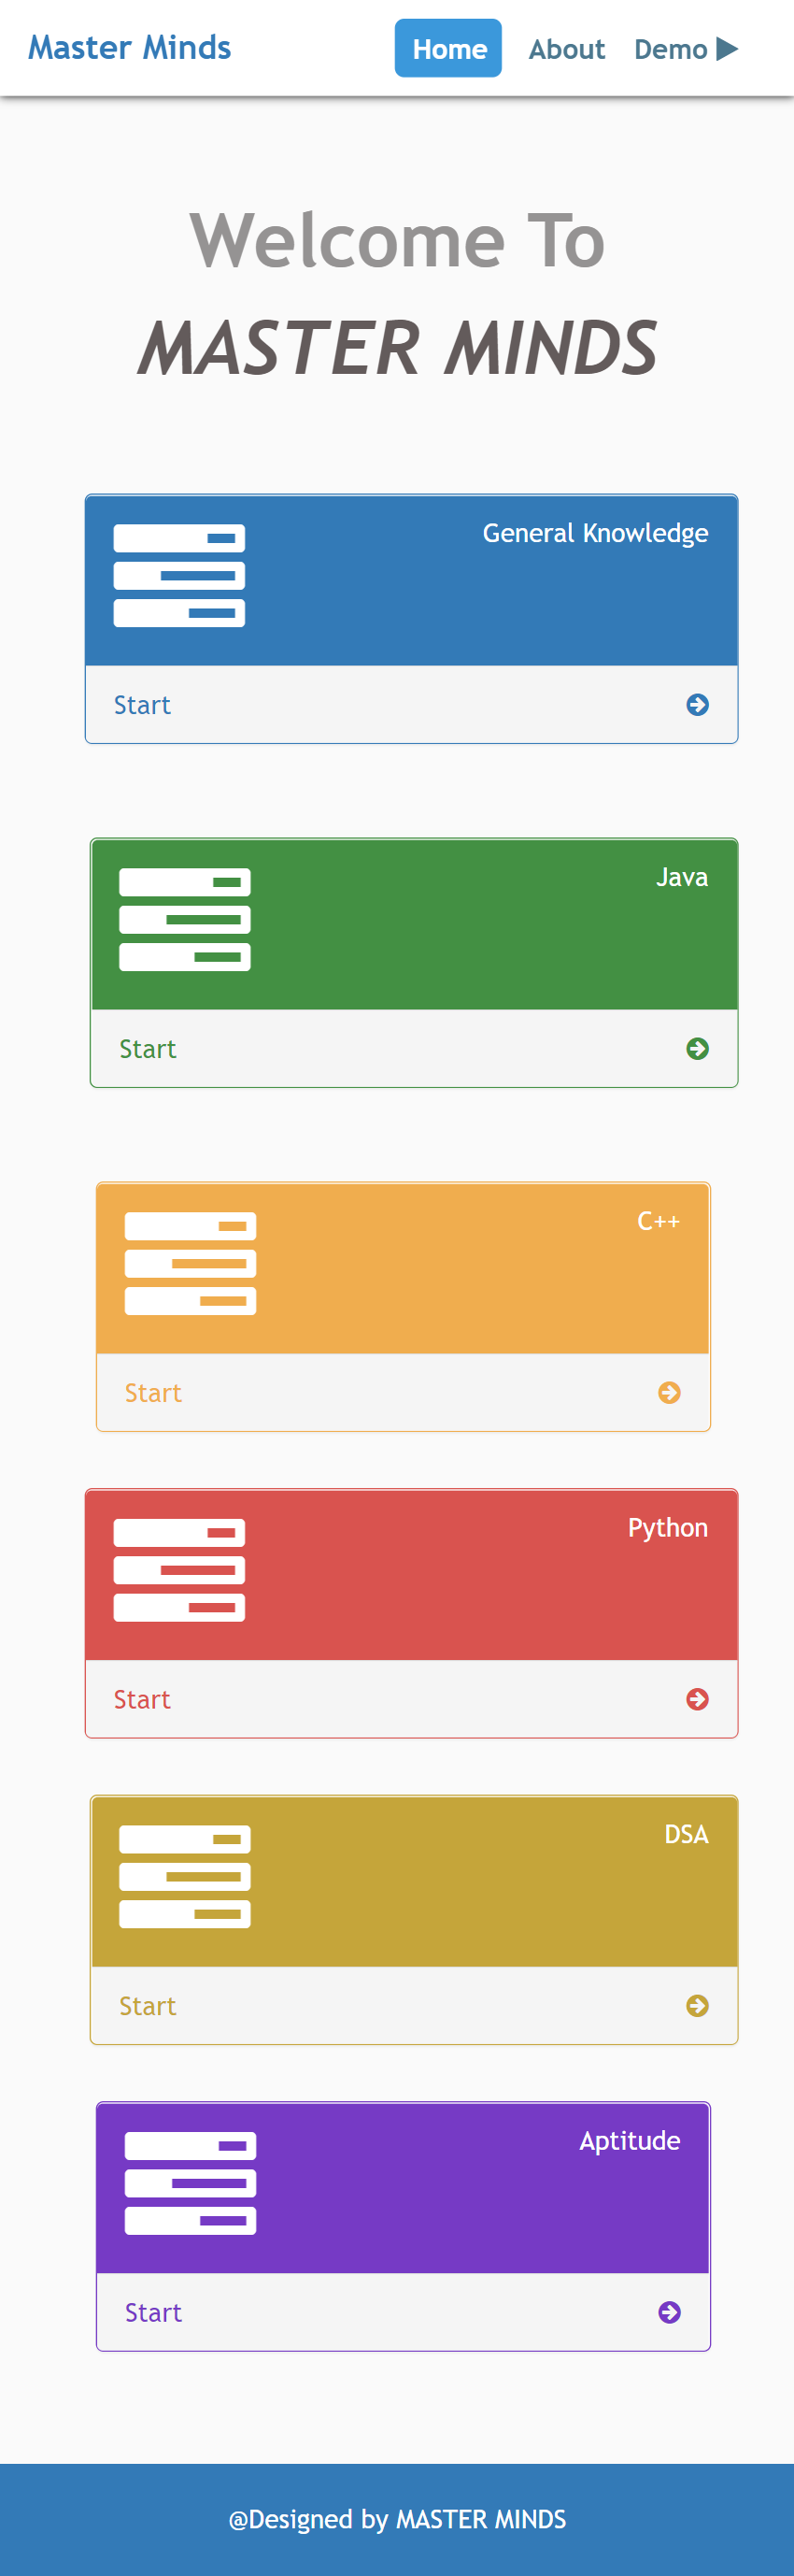 Master Minds
Home About Demo
Welcome To
MASTER MINDS
General Knowledge
Start
Java
Start
C++
Start
Python
Start
DSA
Start
Aptitude
Start
@Designed by MASTER MINDS